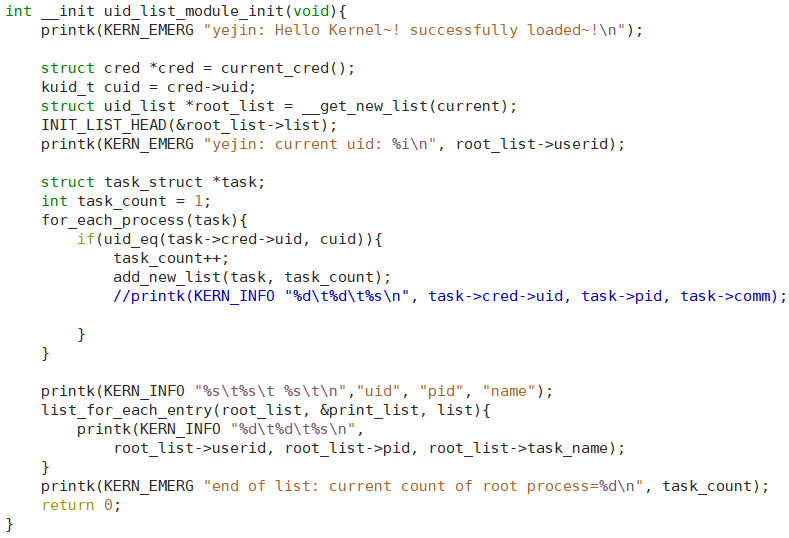 int __init uid_list_module_init(void){
    printk(KERN_EMERG "yejin: Hello Kernel~! successfully loaded~!\n");

    struct cred *cred = current_cred();
    kuid_t cuid = cred->uid;
    struct uid_list *root_list = __get_new_list(current);
    INIT_LIST_HEAD(&root_list->list);
    printk(KERN_EMERG "yejin: current uid: %i\n", root_list->userid);

    struct task_struct *task;
    int task_count = 1;
    for_each_process(task){
        if(uid_eq(task->cred->uid, cuid)){
            task_count++;
            add_new_list(task, task_count);
            //printk(KERN_INFO "%d\t%d\t%s\n", task->cred->uid, task->pid, task->comm);

        }
    }

    printk(KERN_INFO "%s\t%s\t %s\t\n","uid", "pid", "name");
    list_for_each_entry(root_list, &print_list, list){
        printk(KERN_INFO "%d\t%d\t%s\n",
            root_list->userid, root_list->pid, root_list->task_name);
    }
    printk(KERN_EMERG "end of list: current count of root process=%d\n", task_count);
    return 0;
}